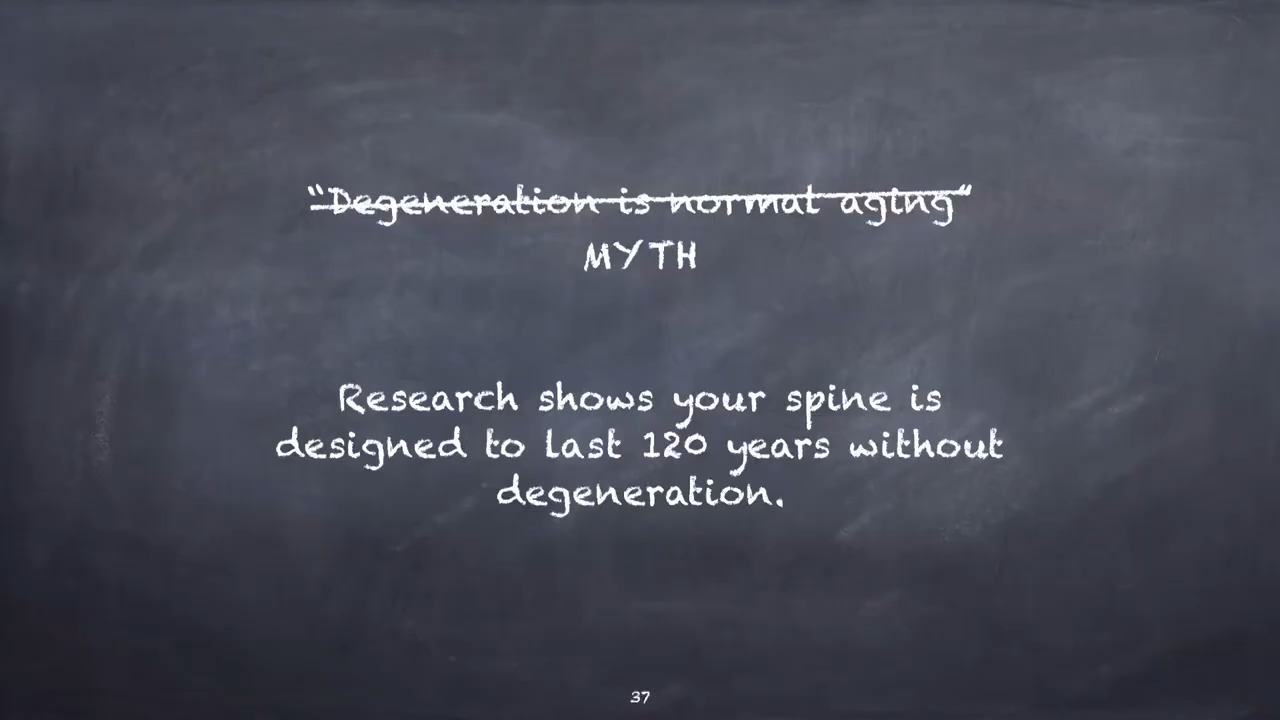 "Degeneration is normal aging"
MYTH
Research shows your spine is
designed to last 120 years without
degeneration.
37